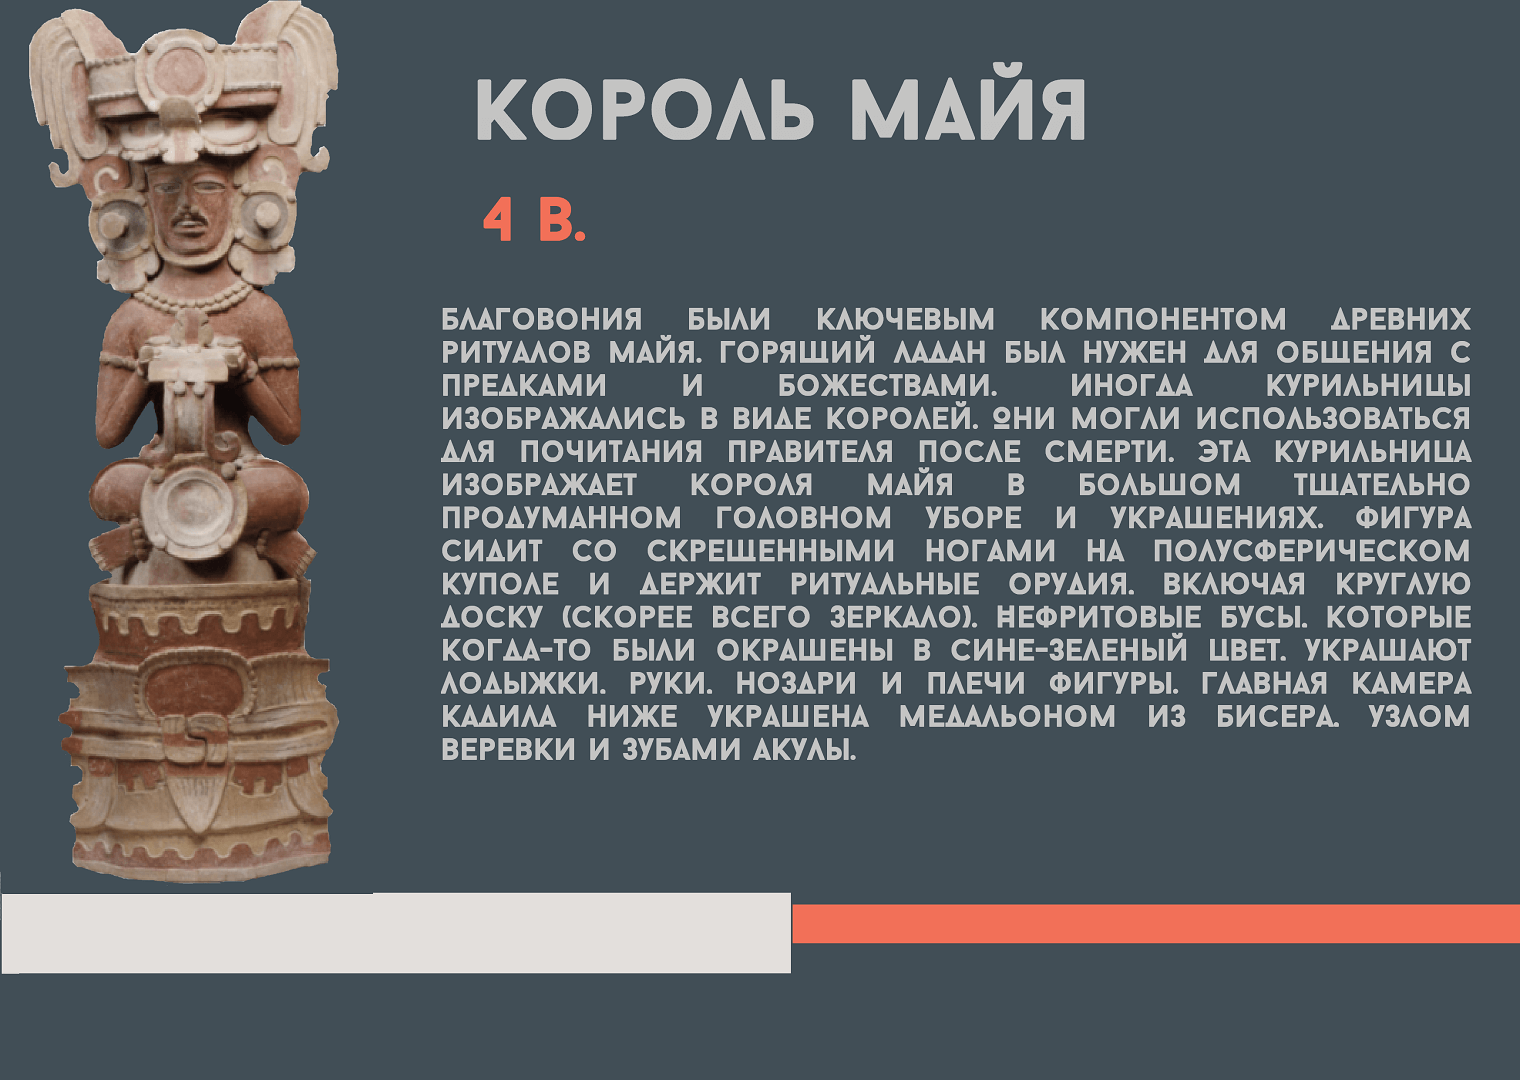 КОРОЛЬ МАЙЯ
4 В.
БЛАГОВОНИЯ БЫЛИ КЛЮЧЕВЫМ КОМПОНЕНТОМ ДРЕВНИХ
РИТУАЛОВ МАЙЯ. ГОРЯЩИЙ ЛАДАН БЫЛ НУЖЕН ДЛЯ ОБЩЕНИЯ С
ПРЕДКАМИ И БОЖЕСТВАМИ. ИНОГДА КУРИЛЬНИЦЫ
ИЗОБРАЖАЛИСЬ В ВИДЕ КОРОЛЕЙ. ОНИ МОГЛИ ИСПОЛЬЗОВАТЬСЯ
ДЛЯ ПОЧИТАНИЯ ПРАВИТЕЛЯ ПОСЛЕ СМЕРТИ. ЭТА КУРИЛЬНИЦА
ИЗОБРАЖАЕТ КОРОЛЯ МАЙЯ В БОЛЬШОМ ТЩАТЕЛЬНО
ПРОДУМАННОМ ГОЛОВНОМ УБОРЕ И УКРАШЕНИЯХ. ФИГУРА
СИДИТ СО СКРЕЩЕННЫМИ НОГАМИ НА ПОЛУСФЕРИЧЕСКОМ
КУПОЛЕ И ДЕРЖИТ РИТУАЛЬНЫЕ ОРУДИЯ. ВКЛЮЧАЯ КРУГЛУЮ
ДОСКУ (СКОРЕЕ ВСЕГО ЗЕРКАЛО). НЕФРИТОВЫЕ БУСЫ. КОТОРЫЕ
КОГДА-ТО БЫЛИ ОКРАШЕНЫ В СИНЕ-ЗЕЛЕНЫЙ ЦВЕТ. УКРАШАЮТ
ЛОДЫЖКИ. РУКИ. НОЗДРИ И ПЛЕЧИ ФИГУРЫ. ГЛАВНАЯ КАМЕРА
КАДИЛА НИЖЕ УКРАШЕНА МЕДАЛЬОНОМ ИЗ БИСЕРА. УЗЛОМ
ВЕРЕВКИ И ЗУБАМИ АКУЛЫ.